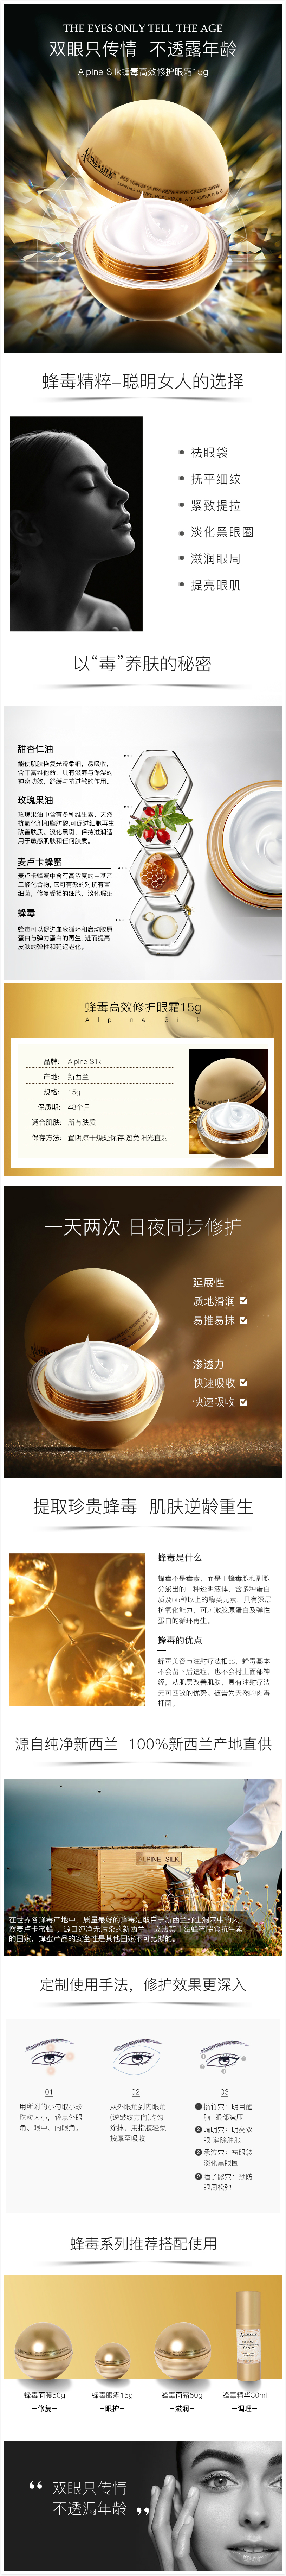 THE EYES ONLY TELL THE AGE
双眼只传情 不透露年龄
Alpine Silk蜂毒高效修护眼霜15g
蜂毒精粹-聪明女人的选择
祛眼袋
抚平细纹
紧致提拉
淡化黑眼圈
滋润眼周
提亮眼肌
以“毒”养肤的秘密
甜杏仁油
能使肌肤恢复光滑柔细，易吸收，
含丰富维他命，具有滋养与保湿的
神奇功效，舒缓与抗过敏的作用。
玫瑰果油
玫瑰果油中含有多种维生素、天然
抗氧化剂和脂肪酸,可促进细胞再生
改善肤质。淡化黑斑、保持滋润适
用于敏感肌肤和任何肤质。
麦卢卡蜂蜜
麦卢卡蜂蜜中含有高浓度的甲基乙
二醛化合物, 它可有效的对抗有害
细菌，修复受损的细胞，淡化瑕疵
蜂毒
蜂毒可以促进血液循环和启动胶原
蛋白与弹力蛋白的再生, 进而提高
皮肤的弹性和延迟老化。
蜂毒高效修护眼霜15g
Alpine Silk
品牌: Alpine Silk
产地: 新西兰
规格: 15g
保质期: 48个月
适合肌肤: 所有肤质
保存方法: 置阴凉干燥处保存,避免阳光直射
一天两次 日夜同步修护
延展性
质地滑润
易推易抹
渗透力
快速吸收
快速吸收
提取珍贵蜂毒 肌肤逆龄重生
蜂毒是什么
蜂毒不是毒素，而是工蜂毒腺和副腺
分泌出的一种透明液体，含多种蛋白
质及55种以上的酶类元素，具有深层
抗氧化能力，可刺激胶原蛋白及弹性
蛋白的循环再生。
蜂毒的优点
蜂毒美容与注射疗法相比，蜂毒基本
不会留下后遗症，也不会村上面部神
经，从肌层改善肌肤，具有注射疗法
无可匹敌的优势。被誉为天然的肉毒
杆菌。
源自纯净新西兰 100%新西兰产地直供
ALPINE SILK
在世界各蜂毒产地中，质量最好的蜂毒是取自于新西兰野生洞穴中的天
然麦卢卡蜜蜂 。源自纯净无污染的新西兰——立法禁止给蜂蜜喂食抗生素
的国家，蜂蜜产品的安全性是其他国家不可比拟的。
定制使用手法，修护效果更深入
01
用所附的小勺取小珍
珠粒大小，轻点外眼
角、眼中、内眼角。
02
从外眼角到内眼角
(逆皱纹方向)均匀
涂抹，用指腹轻柔
按摩至吸收
03
1 攒竹穴：明目醒
脑 眼部减压
2 睛明穴：明亮双
眼 消除肿胀
2 承泣穴：祛眼袋
淡化黑眼圈
2 瞳子膠穴：预防
眼周松弛
蜂毒系列推荐搭配使用
蜂毒面膜50g
–修复–
蜂毒眼霜15g
–眼护–
蜂毒面霜50g
–滋润–
蜂毒精华30ml
–调理–
“双眼只传情
不透漏年龄”